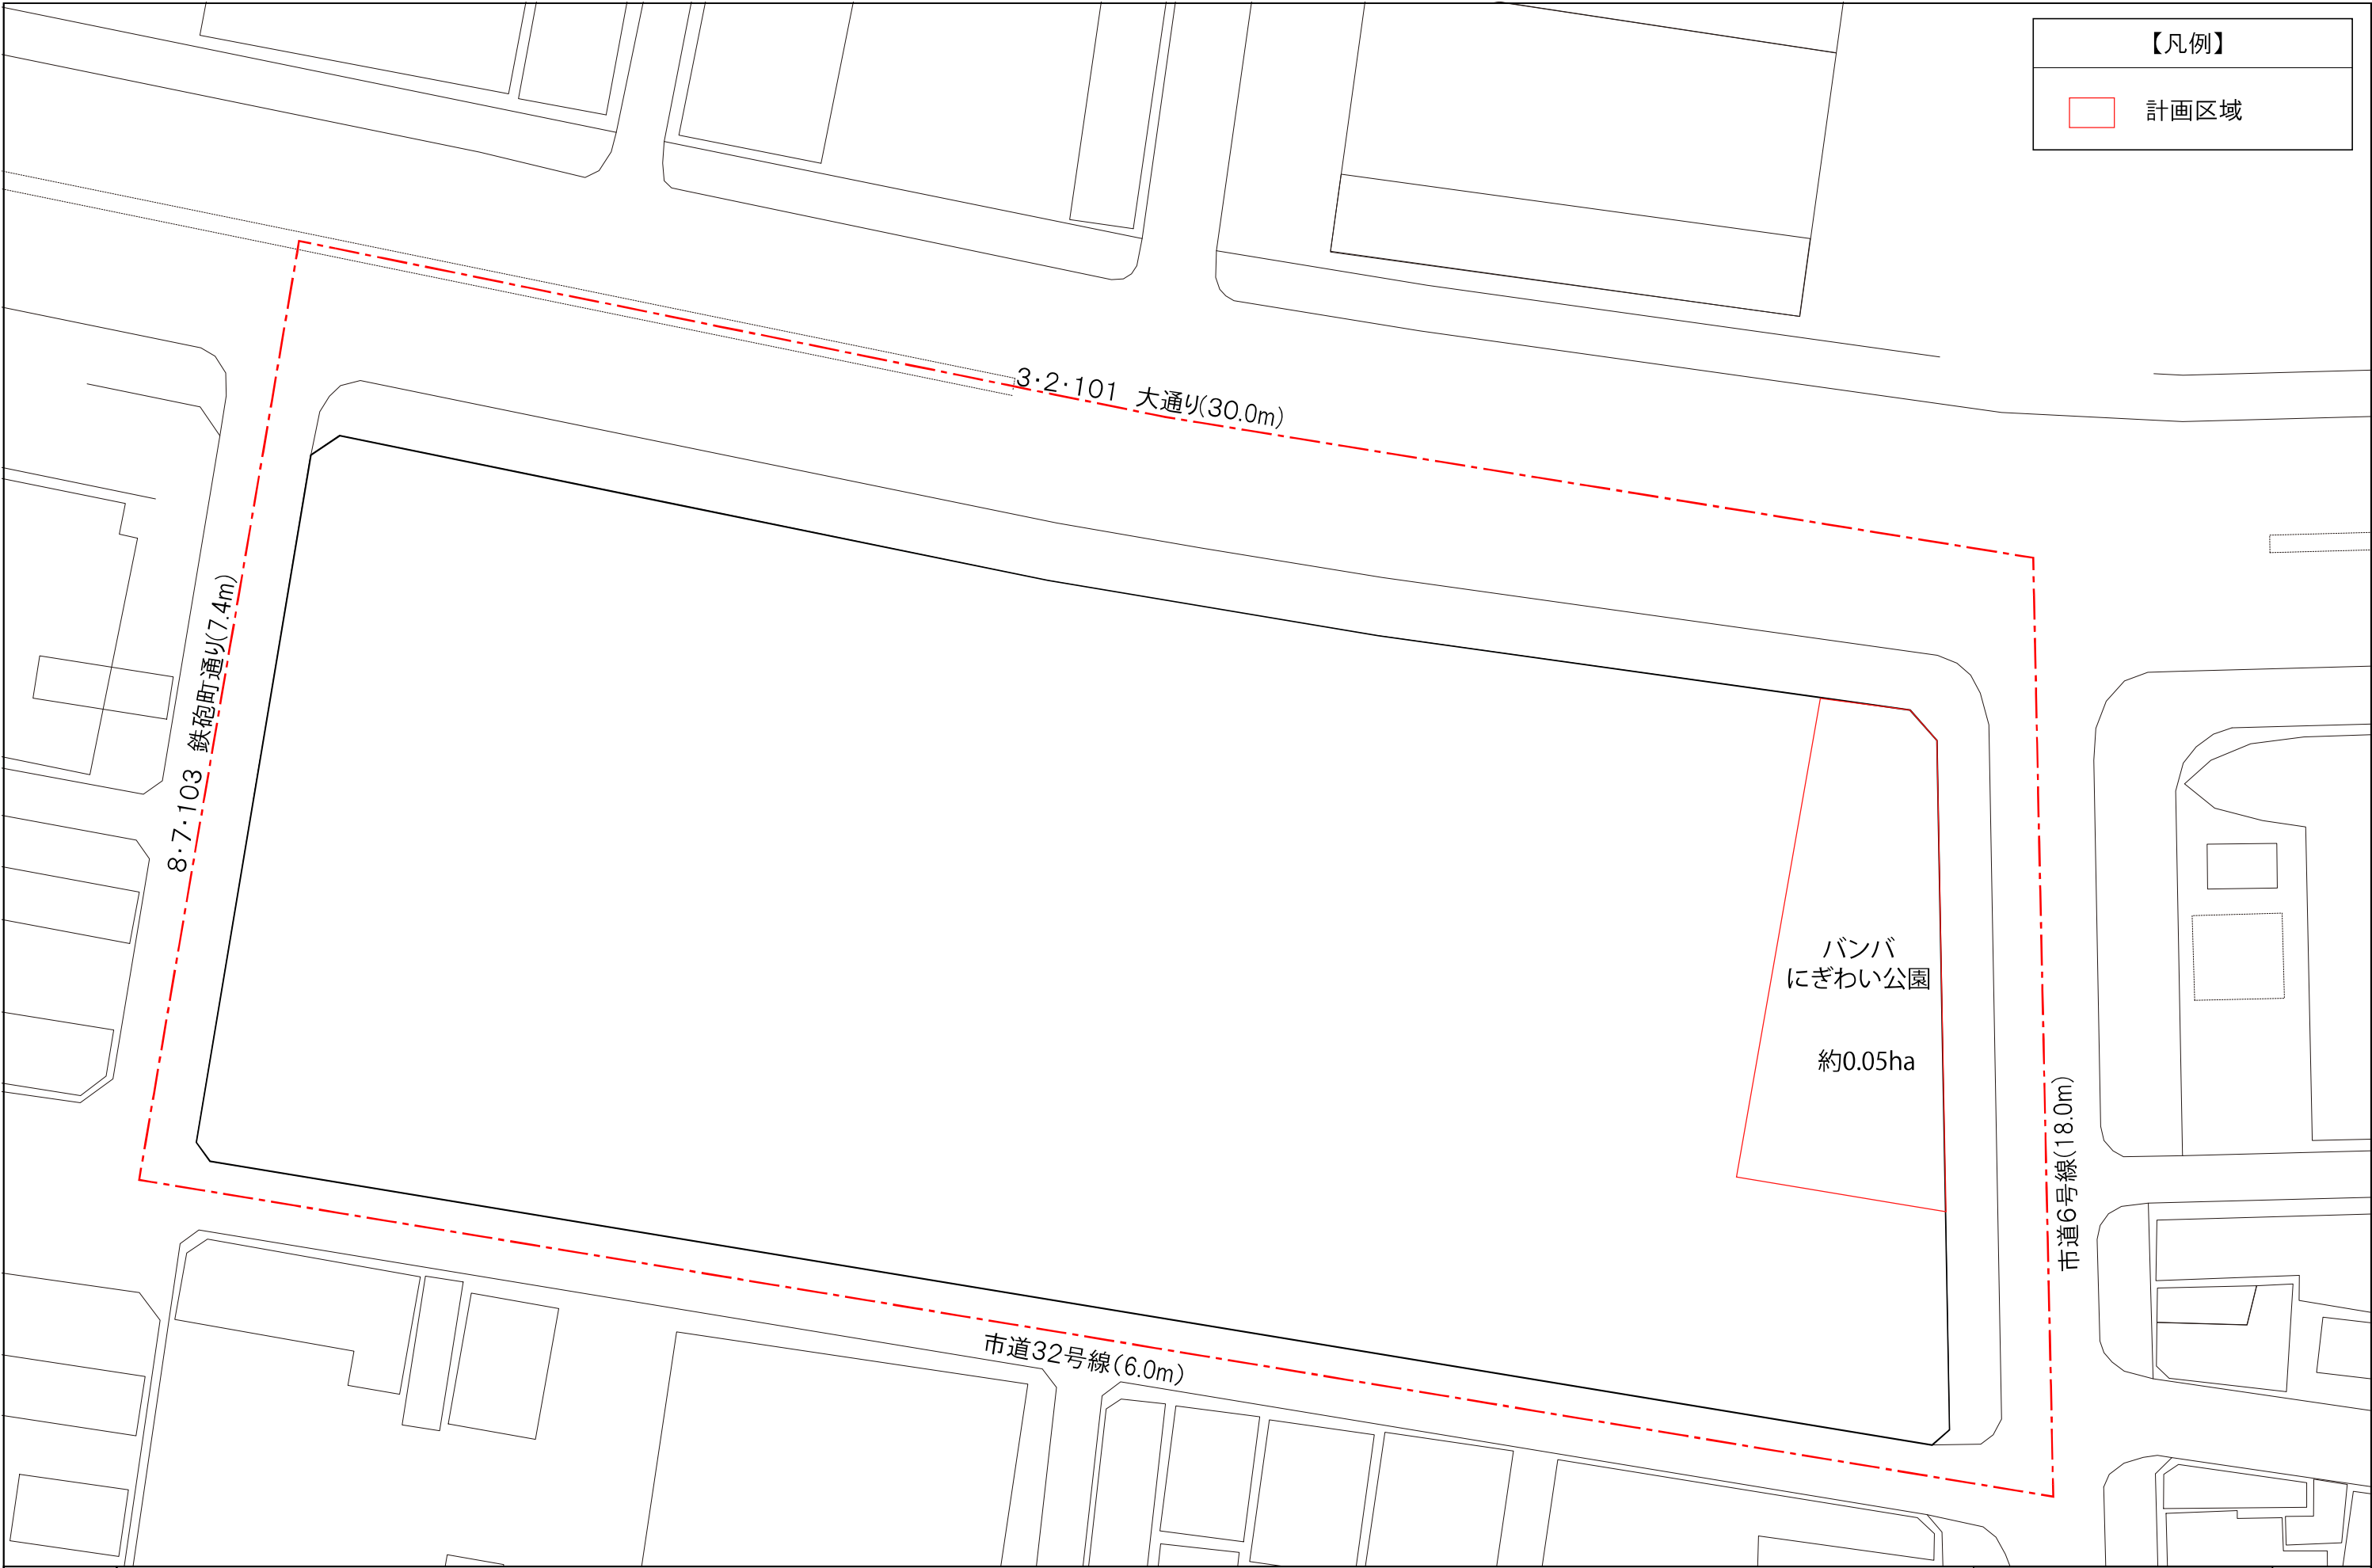 【凡例】
計画区域
3・2・101 大通り(30.0m)
8・7・103 鉄砲町通り(7.4m)
バンバ
にぎわい公園
約0.05ha
市道6号線(18.0m)
市道32号線(6.0m)